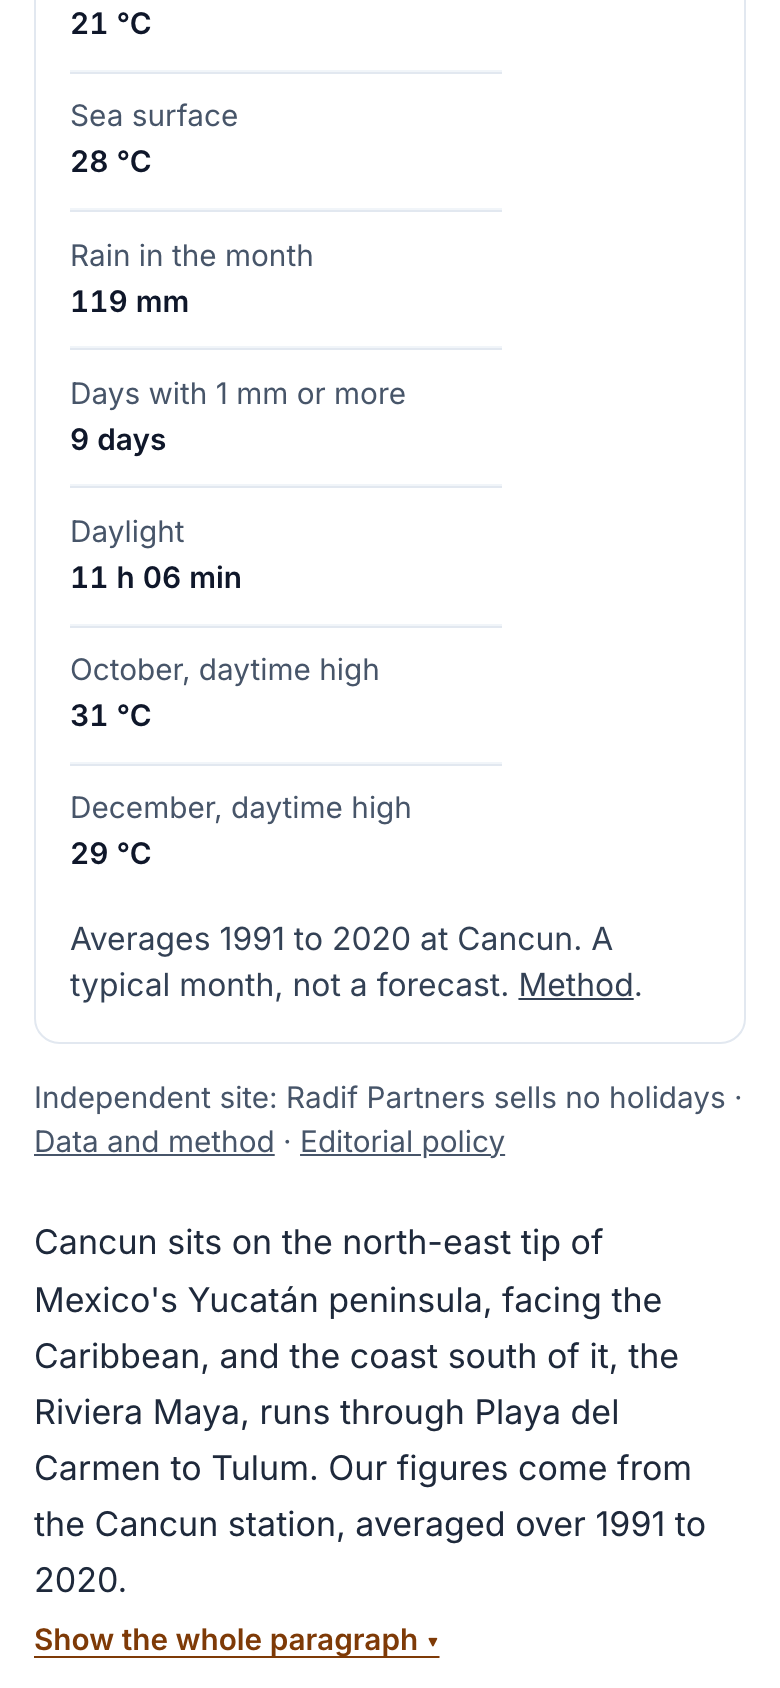 21 °C
Sea surface
28 °C
Rain in the month
119 mm
Days with 1 mm or more
9 days
Daylight
11 h 06 min
October, daytime high
31 °C
December, daytime high
29 °C
Averages 1991 to 2020 at Cancun. A
typical month, not a forecast. Method.
Independent site: Radif Partners sells no holidays ·
Data and method · Editorial policy
Cancun sits on the north-east tip of
Mexico's Yucatán peninsula, facing the
Caribbean, and the coast south of it, the
Riviera Maya, runs through Playa del
Carmen to Tulum. Our figures come from
the Cancun station, averaged over 1991 to
2020.
Show the whole paragraph ▾